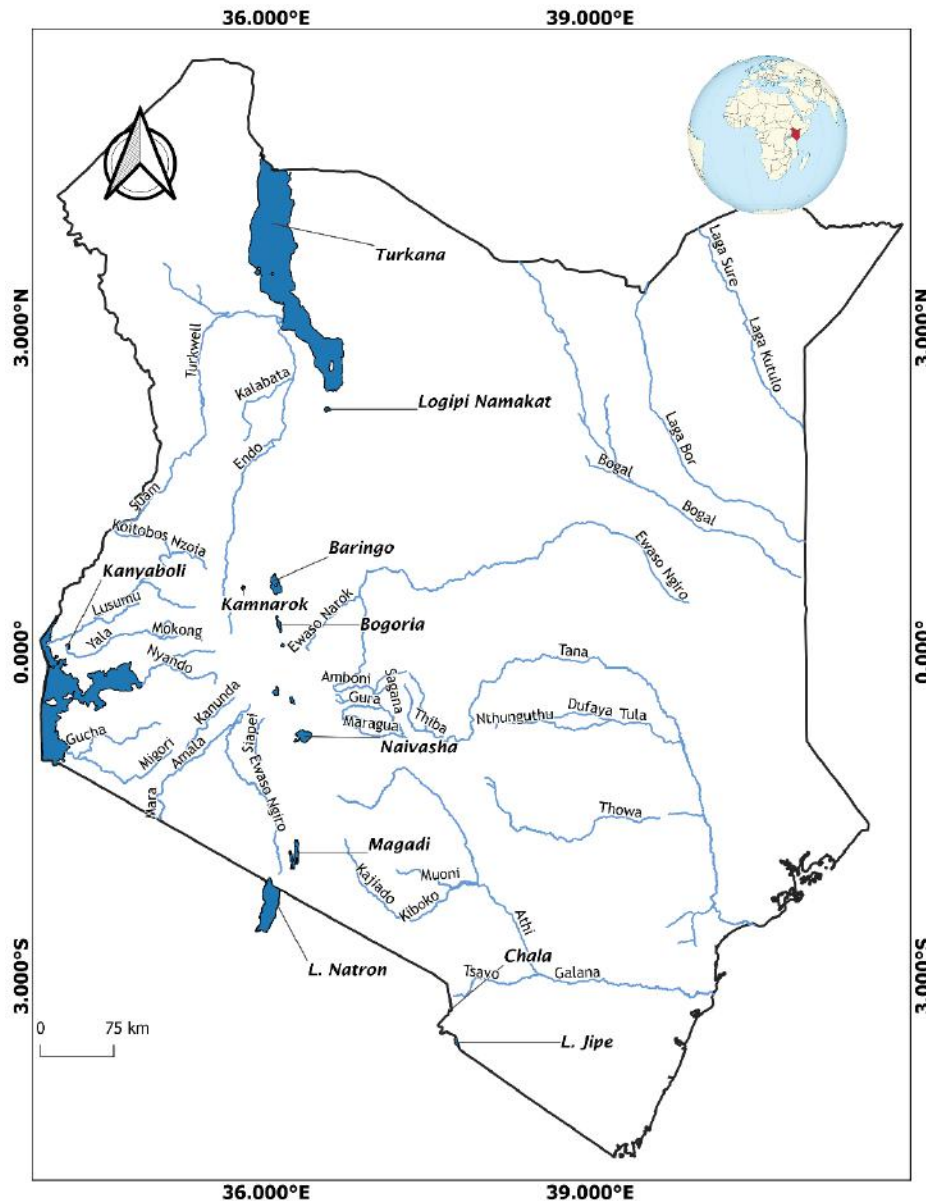 36.000°E
39.000°E
3.000°N
3.000°N
Turkana
Laga Sure
Laga Kutulo
Turkwell
Kalabata
Logipi Namakat
Endo
Laga Bor
Bogal
Bogal
Suam
Koitobos Nzoia
Kanyaboli
Baringo
Ewaso Ngiro
Kamnarok
Lusumu
Ewaso Narok
Bogoria
Yala
Mokong
0.000°
0.000°
Nyando
Tana
Amboni
Sagana
Gura
Kanunda
Thiba
Maragua
Nthunguthu
Dufaya Tula
Gucha
Siapei
Naivasha
Migori
Amala
Ewaso Ngiro
Mara
Thowa
Magadi
Kajiado
Muoni
Kiboko
Athi
Chala
L. Natron
Tsavo
Galana
3.000°S
3.000°S
0
75 km
L. Jipe
36.000°E
39.000°E